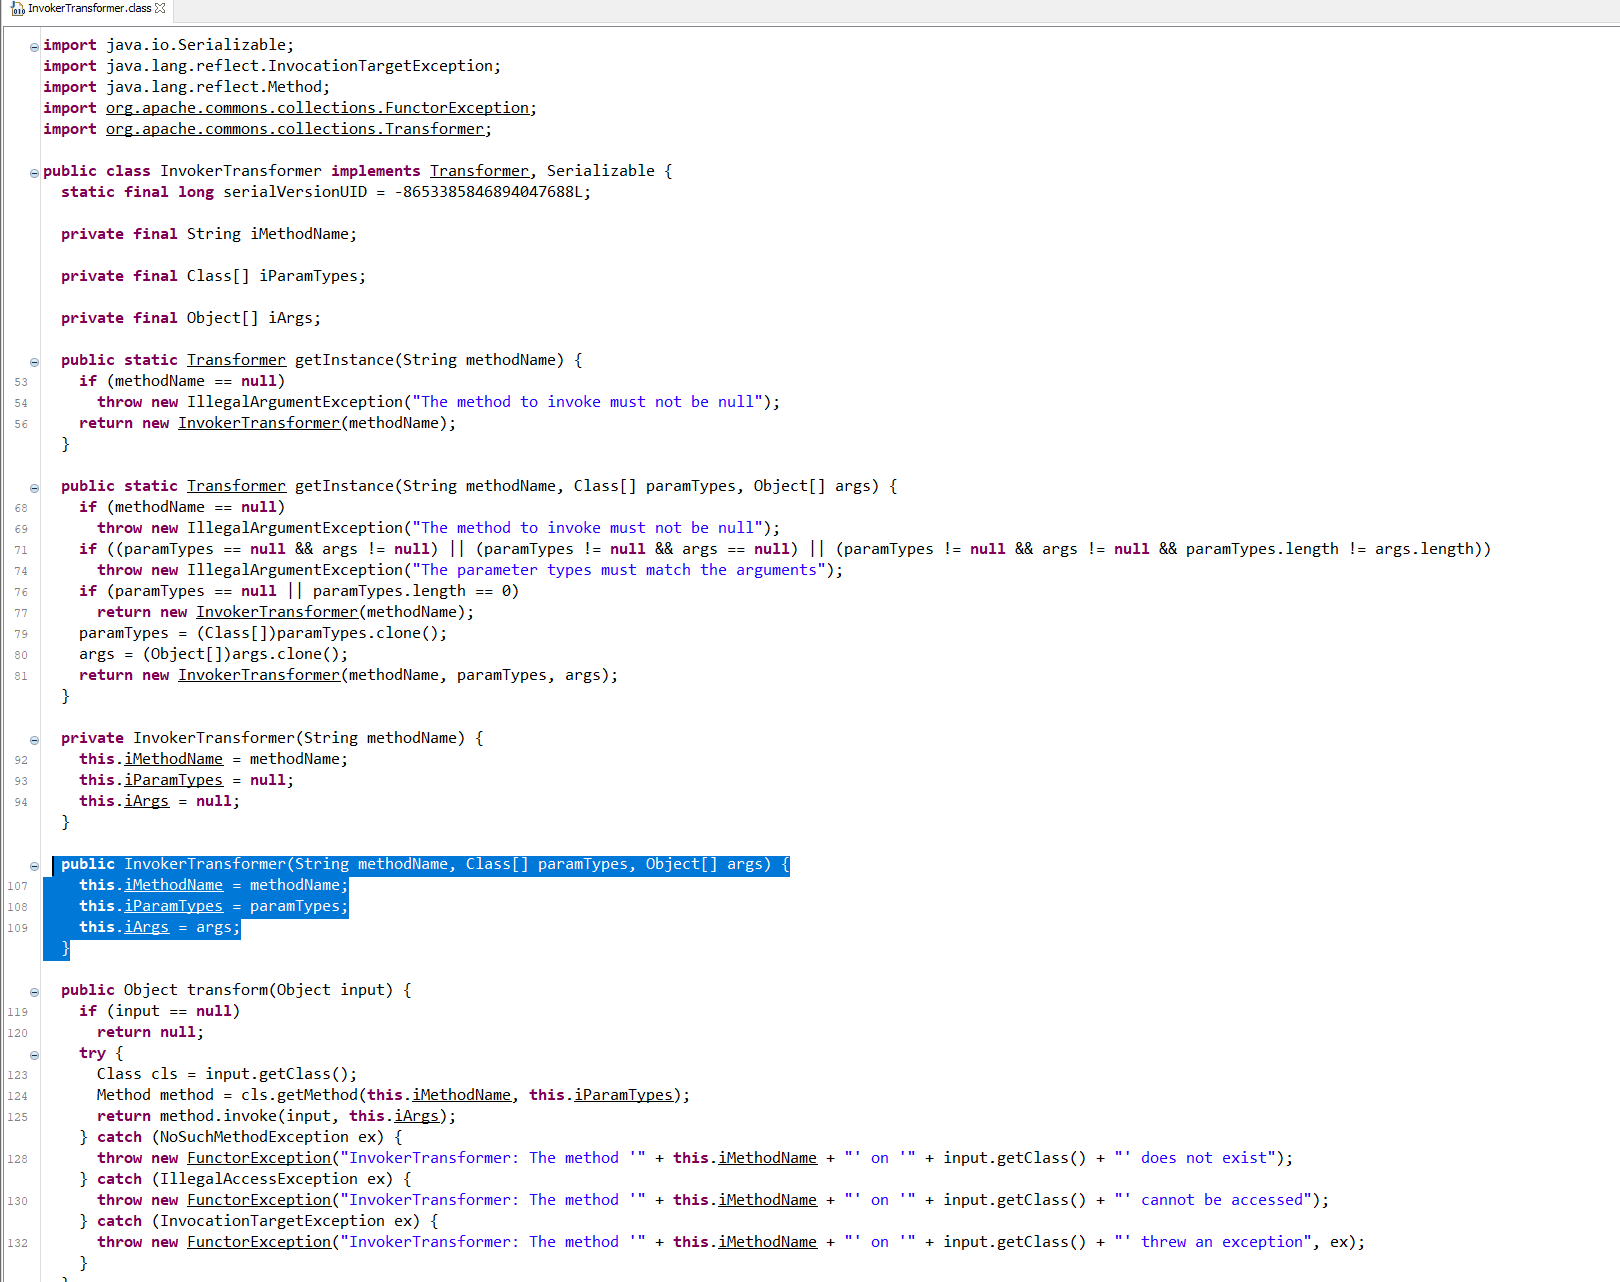 InvokerTransformer.class
import java.io.Serializable;
import java.lang.reflect.InvocationTargetException;
import java.lang.reflect.Method;
import org.apache.commons.collections.FunctorException;
import org.apache.commons.collections.Transformer;
public class InvokerTransformer implements Transformer, Serializable {
static final long serialVersionUID = -8653385846894047688L;
private final String iMethodName;
private final Class[] iParamTypes;
private final Object[] iArgs;
public static Transformer getInstance(String methodName) {
53 if (methodName == null)
54 throw new IllegalArgumentException("The method to invoke must not be null");
56 return new InvokerTransformer(methodName);
}
public static Transformer getInstance(String methodName, Class[] paramTypes, Object[] args) {
68 if (methodName == null)
69 throw new IllegalArgumentException("The method to invoke must not be null");
71 if ((paramTypes == null && args != null) || (paramTypes != null && args == null) || (paramTypes != null && args != null && paramTypes.length != args.length))
74 throw new IllegalArgumentException("The parameter types must match the arguments");
76 if (paramTypes == null || paramTypes.length == 0)
77 return new InvokerTransformer(methodName);
79 paramTypes = (Class[])paramTypes.clone();
80 args = (Object[])args.clone();
81 return new InvokerTransformer(methodName, paramTypes, args);
}
private InvokerTransformer(String methodName) {
92 this.iMethodName = methodName;
93 this.iParamTypes = null;
94 this.iArgs = null;
}
public InvokerTransformer(String methodName, Class[] paramTypes, Object[] args) {
107 this.iMethodName = methodName;
108 this.iParamTypes = paramTypes;
109 this.iArgs = args;
}
public Object transform(Object input) {
119 if (input == null)
120 return null;
try {
123 Class cls = input.getClass();
124 Method method = cls.getMethod(this.iMethodName, this.iParamTypes);
125 return method.invoke(input, this.iArgs);
} catch (NoSuchMethodException ex) {
128 throw new FunctorException("InvokerTransformer: The method '" + this.iMethodName + "' on '" + input.getClass() + "' does not exist");
} catch (IllegalAccessException ex) {
130 throw new FunctorException("InvokerTransformer: The method '" + this.iMethodName + "' on '" + input.getClass() + "' cannot be accessed");
} catch (InvocationTargetException ex) {
132 throw new FunctorException("InvokerTransformer: The method '" + this.iMethodName + "' on '" + input.getClass() + "' threw an exception", ex);
}